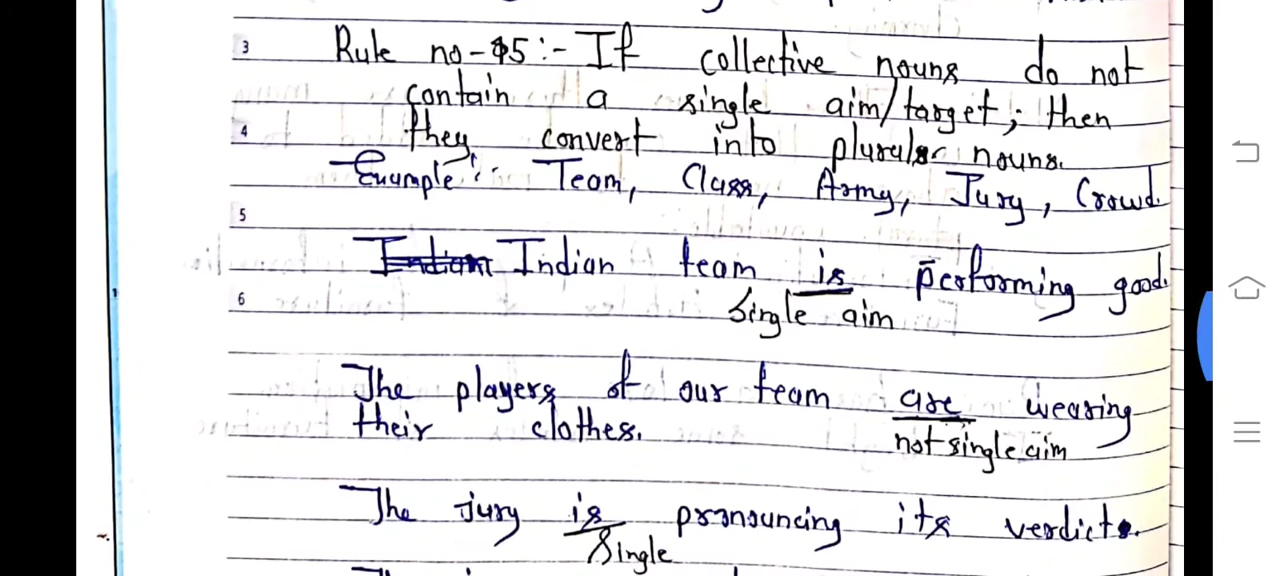 3
Rule no-5:- If collective nouns do not
contain a single aim/target; then
4
they convert into plural nouns.
Example:- Team, Class, Army, Jury, Crowd.
5
Indian Indian team is performing good.
6
Single aim
The players of our team are wearing
their clothes.
not single aim
The jury is pronouncing its verdict.
Single